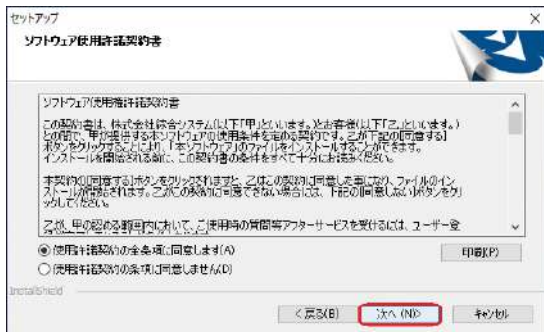 セットアップ
ソフトウェア使用許諾契約書
ソフトウェア使用権許諾契約書
この契約書は、株式会社綜合システム(以下「甲」といいます。)とお客様(以下「乙」といいます。)
との間で、甲が提供する本ソフトウェアの使用条件を定める契約です。乙が下記の[同意する]
ボタンをクリックすることにより、「本ソフトウェア」のファイルをインストールすることができます。
インストールを開始される前に、この契約書の条件をすべて十分にお読みください。
本契約の[同意する]ボタンをクリックされますと、乙はこの契約に同意した事になり、ファイルのイン
ストールが開始されます。乙がこの契約に同意できない場合には、下記の[同意しない]ボタンをクリ
ックしてください。
乙が、甲の認める範囲内において、ご使用時の質問等アフターサービスを受けるには、ユーザー登
使用許諾契約の全条項に同意します(A)
印刷(P)
使用許諾契約の条項に同意しません(D)
InstallShield
< 戻る(B)
次へ (N)>
キャンセル